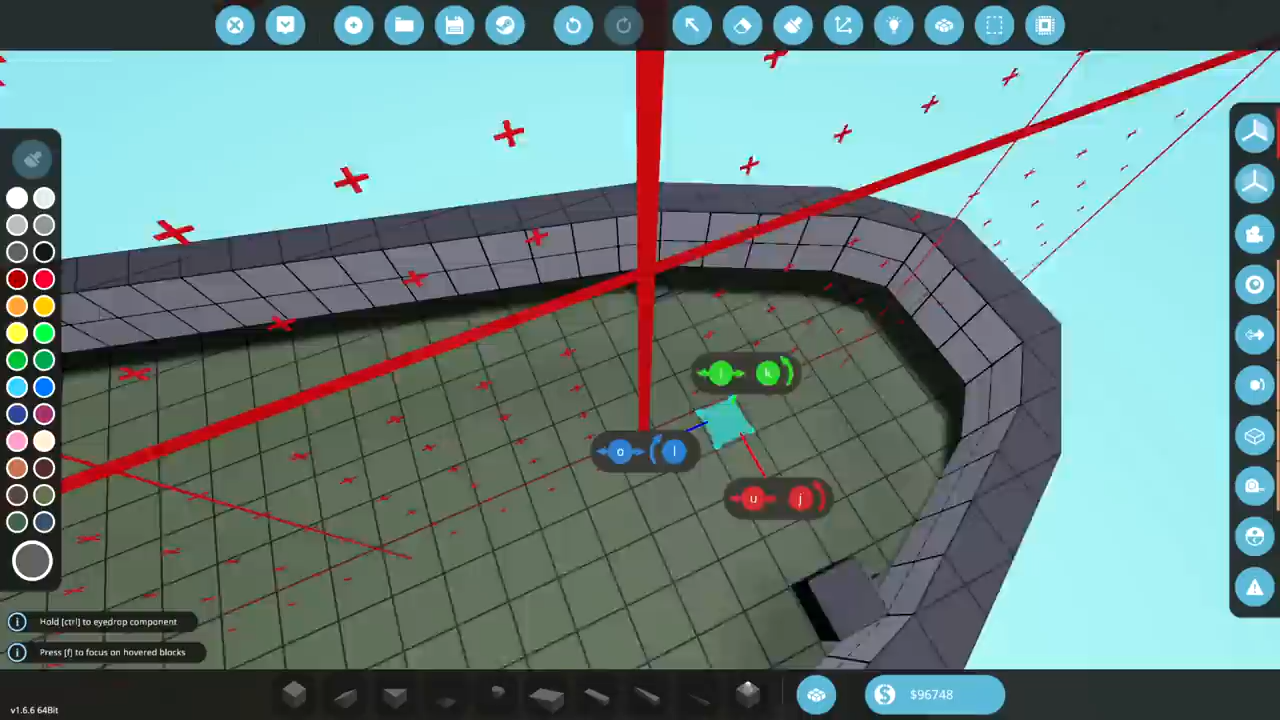 i k
o l
u j
Hold [ctrl] to eyedrop component
Press [f] to focus on hovered blocks
$96748
v1.6.6 64Bit